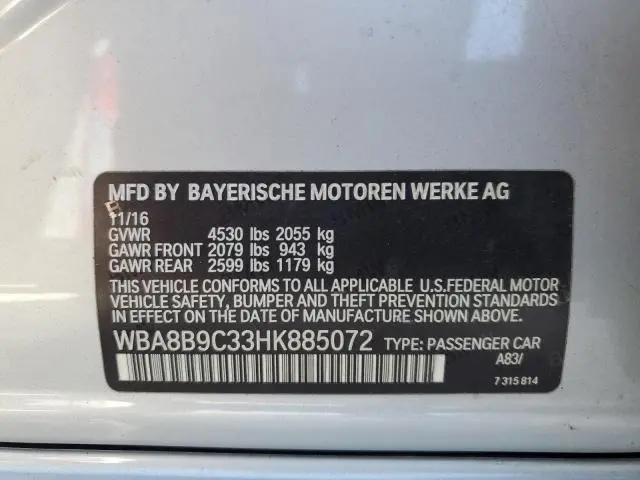 MFD BY BAYERISCHE MOTOREN WERKE AG
11/16
GVWR 4530 lbs 2055 kg
GAWR FRONT 2079 lbs 943 kg
GAWR REAR 2599 lbs 1179 kg
THIS VEHICLE CONFORMS TO ALL APPLICABLE U.S.FEDERAL MOTOR
VEHICLE SAFETY, BUMPER AND THEFT PREVENTION STANDARDS
IN EFFECT ON THE DATE OF MANUFACTURE SHOWN ABOVE.
WBA8B9C33HK885072 TYPE: PASSENGER CAR
A83/
7 315 814